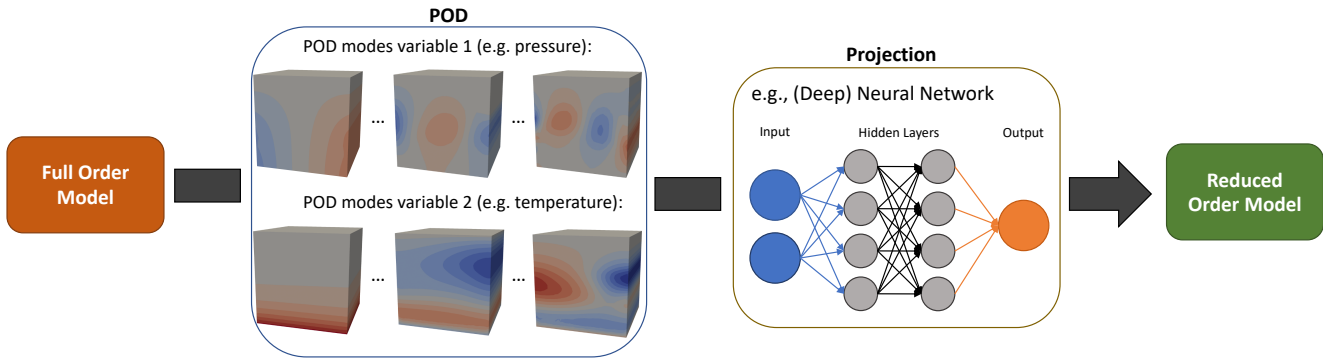 Full Order
Model
POD
POD modes variable 1 (e.g. pressure):
...
...
POD modes variable 2 (e.g. temperature):
...
...
Projection
e.g., (Deep) Neural Network
Input
Hidden Layers
Output
Reduced
Order Model